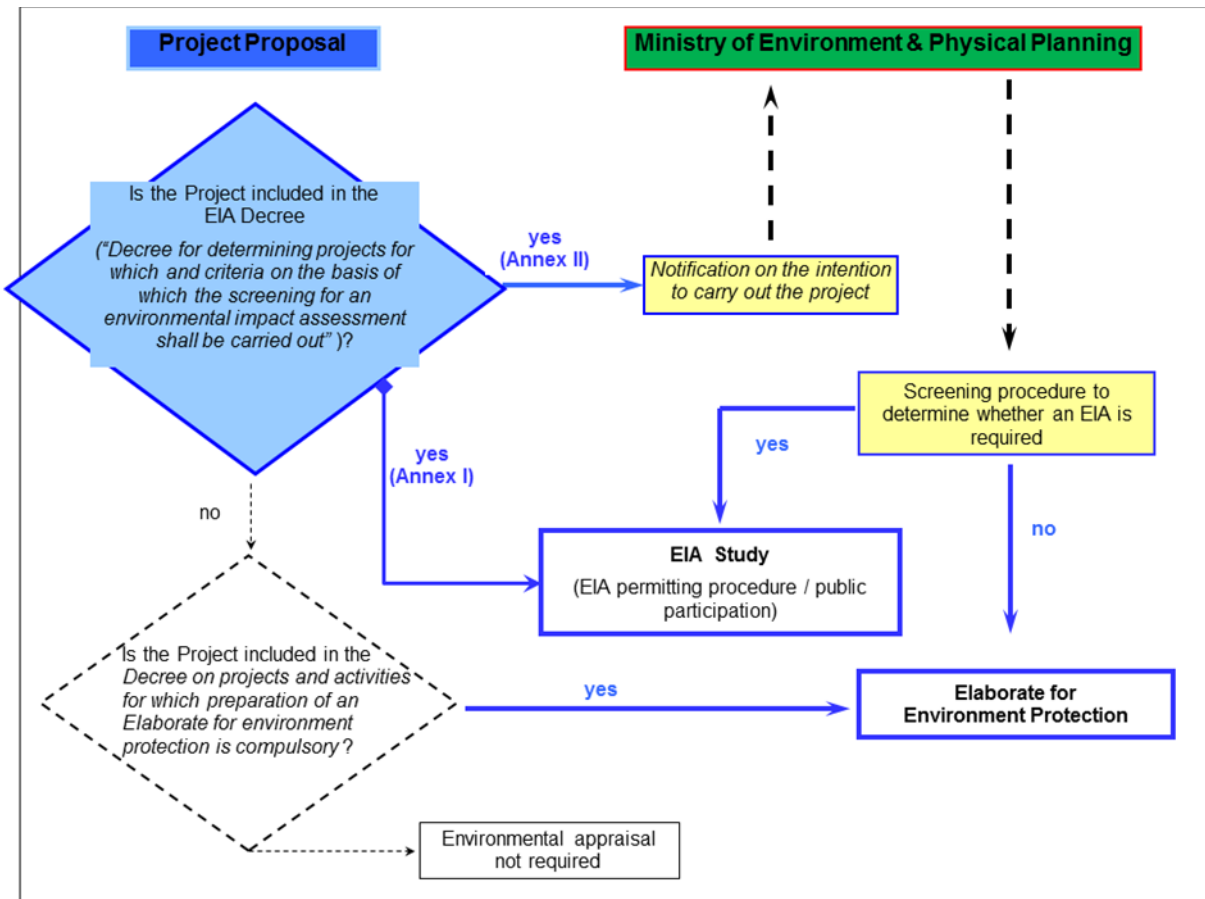 Project Proposal
Ministry of Environment & Physical Planning
Is the Project included in the
EIA Decree
("Decree for determining projects for
which and criteria on the basis of
which the screening for an
environmental impact assessment
shall be carried out" )?
yes
(Annex II)
Notification on the intention
to carry out the project
Screening procedure to
determine whether an EIA is
required
yes
(Annex I)
yes
no
no
EIA Study
(EIA permitting procedure / public
participation)
Is the Project included in the
Decree on projects and activities
for which preparation of an
Elaborate for environment
protection is compulsory?
yes
Elaborate for
Environment Protection
Environmental appraisal
not required